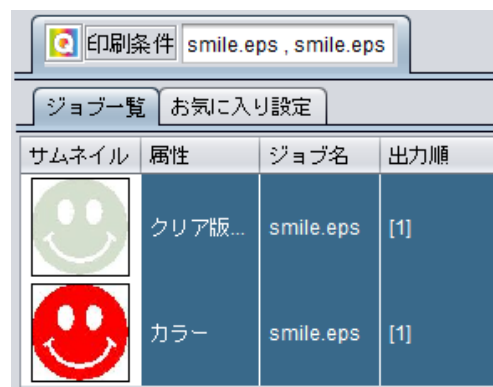 印刷条件 smile.eps , smile.eps
ジョブ一覧 お気に入り設定
サムネイル 属性 ジョブ名 出力順
クリア版... smile.eps [1]
カラー smile.eps [1]